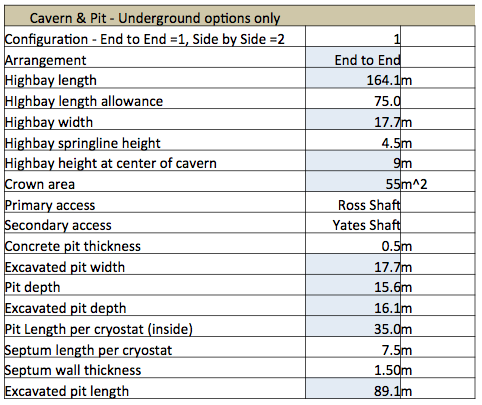 Cavern & Pit - Underground options only
Configuration - End to End =1, Side by Side =2 1
Arrangement End to End
Highbay length 164.1 m
HIghbay length allowance 75.0
Highbay width 17.7 m
Highbay springline height 4.5 m
Highbay height at center of cavern 9 m
Crown area 55 m^2
Primary access Ross Shaft
Secondary access Yates Shaft
Concrete pit thickness 0.5 m
Excavated pit width 17.7 m
Pit depth 15.6 m
Excavated pit depth 16.1 m
Pit Length per cryostat (inside) 35.0 m
Septum length per cryostat 7.5 m
Septum wall thickness 1.50 m
Excavated pit length 89.1 m